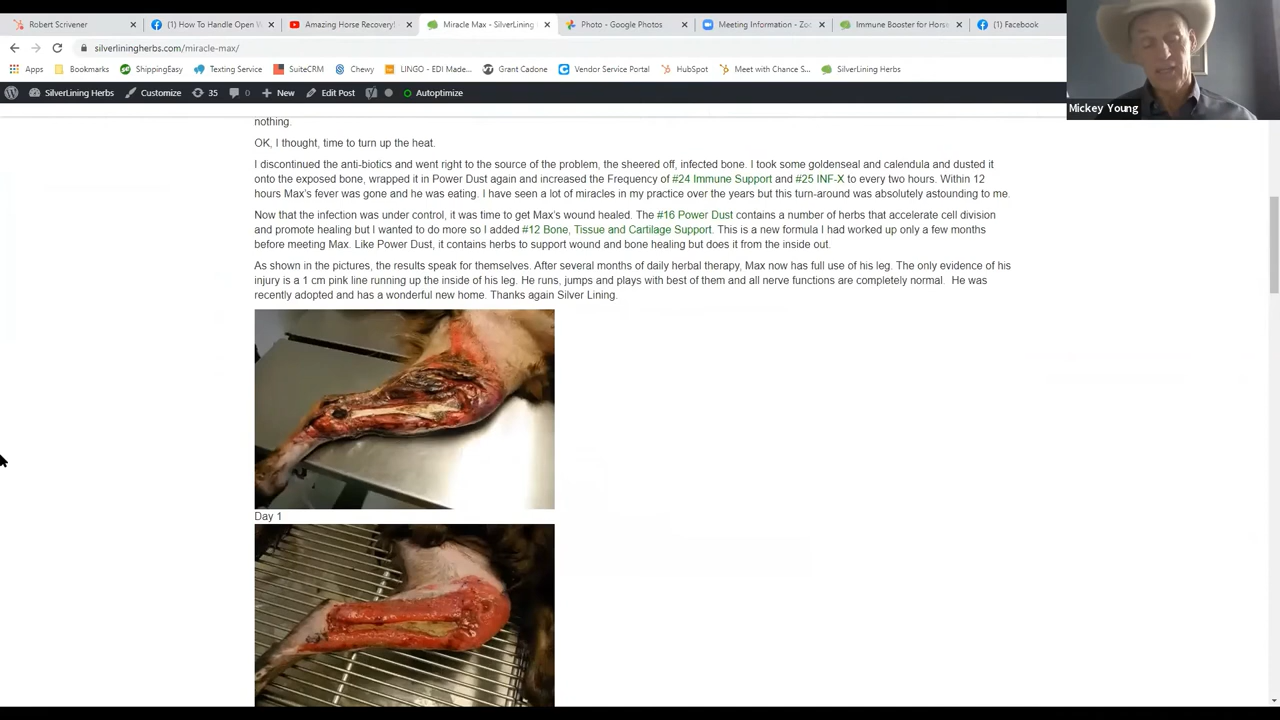 Robert Scrivener
(1) How To Handle Open W
Amazing Horse Recovery!
Miracle Max - SilverLining
Photo - Google Photos
Meeting Information - Zoo
Immune Booster for Horse
(1) Facebook
silverliningherbs.com/miracle-max/
Apps
Bookmarks
ShippingEasy
Texting Service
SuiteCRM
Chewy
LINGO - EDI Made...
Grant Cadone
Vendor Service Portal
HubSpot
Meet with Chance S...
SilverLining Herbs
SilverLining Herbs
Customize
35
0
New
Edit Post
Autoptimize
Mickey Young
nothing.
OK, I thought, time to turn up the heat.
I discontinued the anti-biotics and went right to the source of the problem, the sheered off, infected bone. I took some goldenseal and calendula and dusted it
onto the exposed bone, wrapped it in Power Dust again and increased the Frequency of #24 Immune Support and #25 INF-X to every two hours. Within 12
hours Max's fever was gone and he was eating. I have seen a lot of miracles in my practice over the years but this turn-around was absolutely astounding to me.
Now that the infection was under control, it was time to get Max's wound healed. The #16 Power Dust contains a number of herbs that accelerate cell division
and promote healing but I wanted to do more so I added #12 Bone, Tissue and Cartilage Support. This is a new formula I had worked up only a few months
before meeting Max. Like Power Dust, it contains herbs to support wound and bone healing but does it from the inside out.
As shown in the pictures, the results speak for themselves. After several months of daily herbal therapy, Max now has full use of his leg. The only evidence of his
injury is a 1 cm pink line running up the inside of his leg. He runs, jumps and plays with best of them and all nerve functions are completely normal. He was
recently adopted and has a wonderful new home. Thanks again Silver Lining.
Day 1